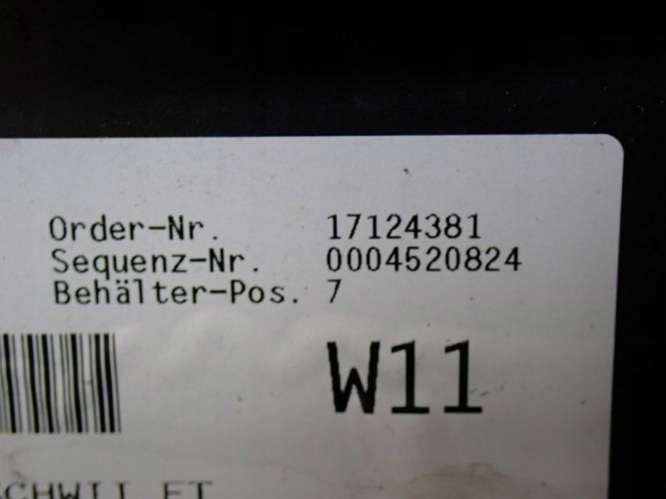 Order-Nr. 17124381
Sequenz-Nr. 0004520824
Behälter-Pos. 7
W11